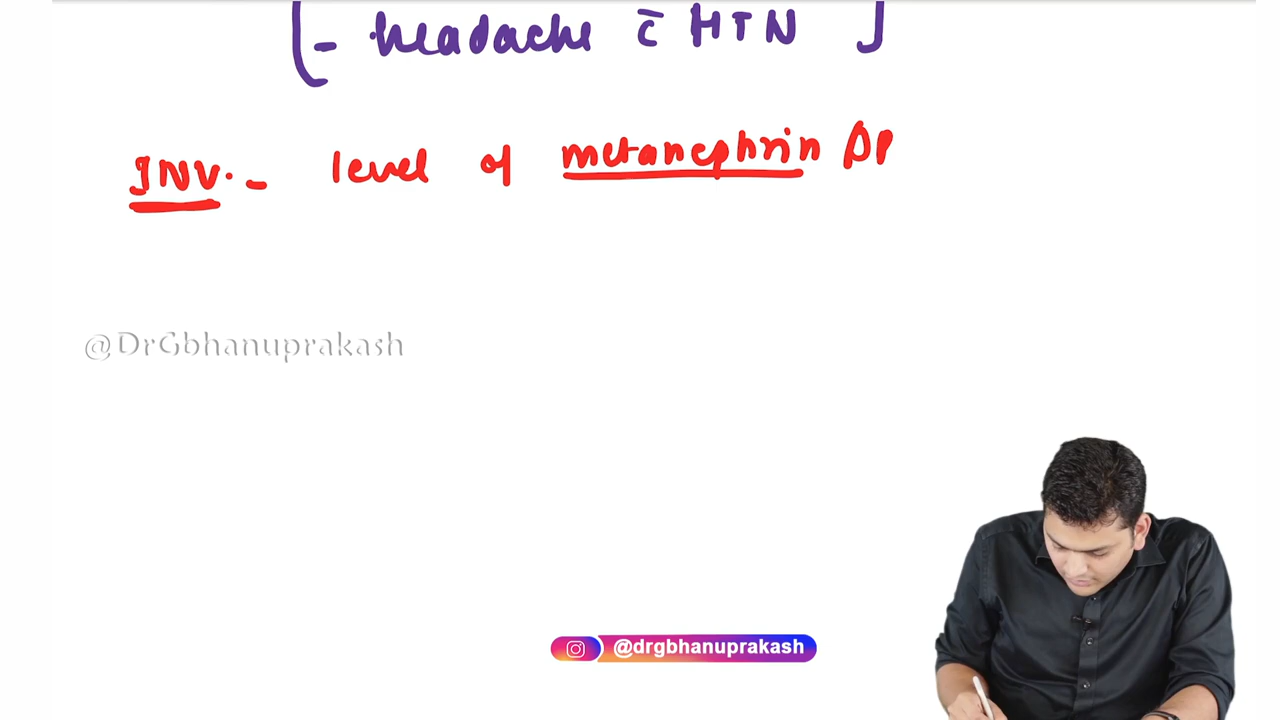 - headache c̄ HTN
INV. - level of metanephrin
@DrGbhanuprakash
@drgbhanuprakash